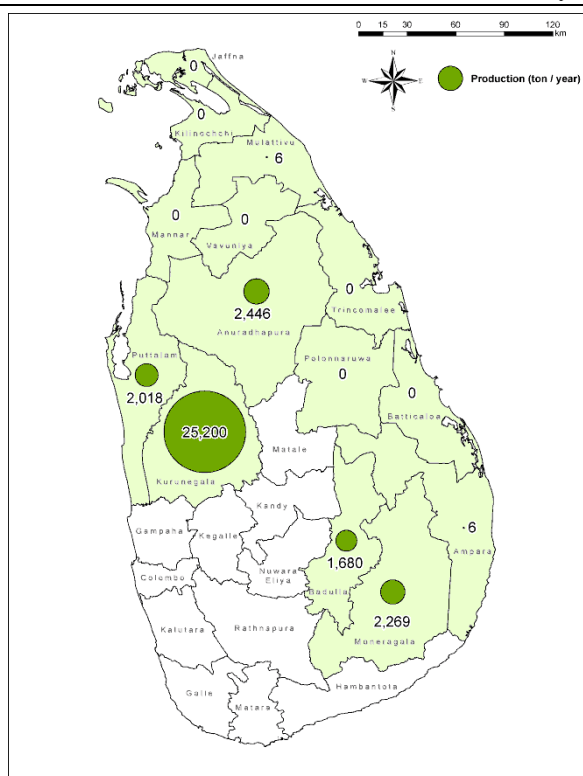 0 15 30 60 90 120
km
N
W E
S
Production (ton / year)
Jaffna
0
0
Kilinochchi
Mulattivu
6
0
Mannar
0
Vavuniya
2,446
Anuradhapura
0
Trincomalee
Puttalam
2,018
Polonnaruwa
0
0
Batticaloa
25,200
Kurunegala
Matale
Kandy
Gampaha
Kegalle
6
Ampara
1,680
Badulla
Nuwara
Eliya
Colombo
2,269
Moneragala
Kalutara
Rathnapura
Hambantota
Galle
Matara